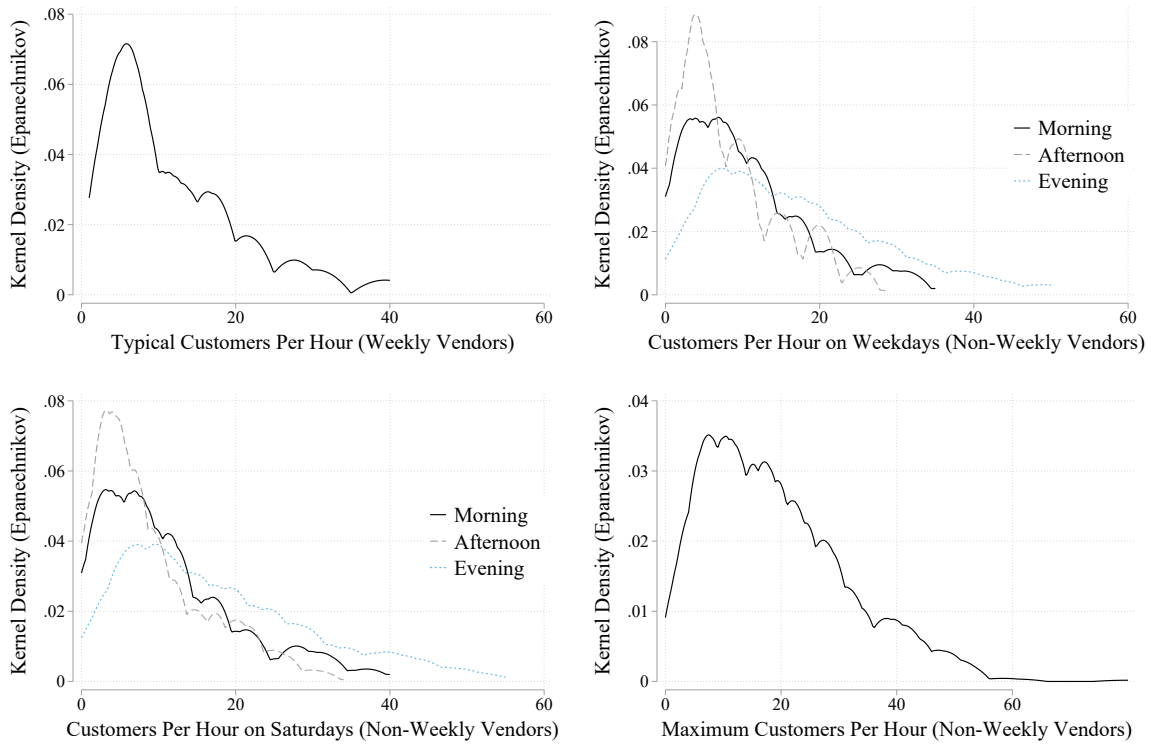 Kernel Density (Epanechnikov)
.08
.06
.04
.02
0
0
20
40
60
Typical Customers Per Hour (Weekly Vendors)
Kernel Density (Epanechnikov)
.08
.06
.04
.02
0
Morning
Afternoon
Evening
0
20
40
60
Customers Per Hour on Weekdays (Non-Weekly Vendors)
Kernel Density (Epanechnikov)
.08
.06
.04
.02
0
Morning
Afternoon
Evening
0
20
40
60
Customers Per Hour on Saturdays (Non-Weekly Vendors)
Kernel Density (Epanechnikov)
.04
.03
.02
.01
0
0
20
40
60
Maximum Customers Per Hour (Non-Weekly Vendors)